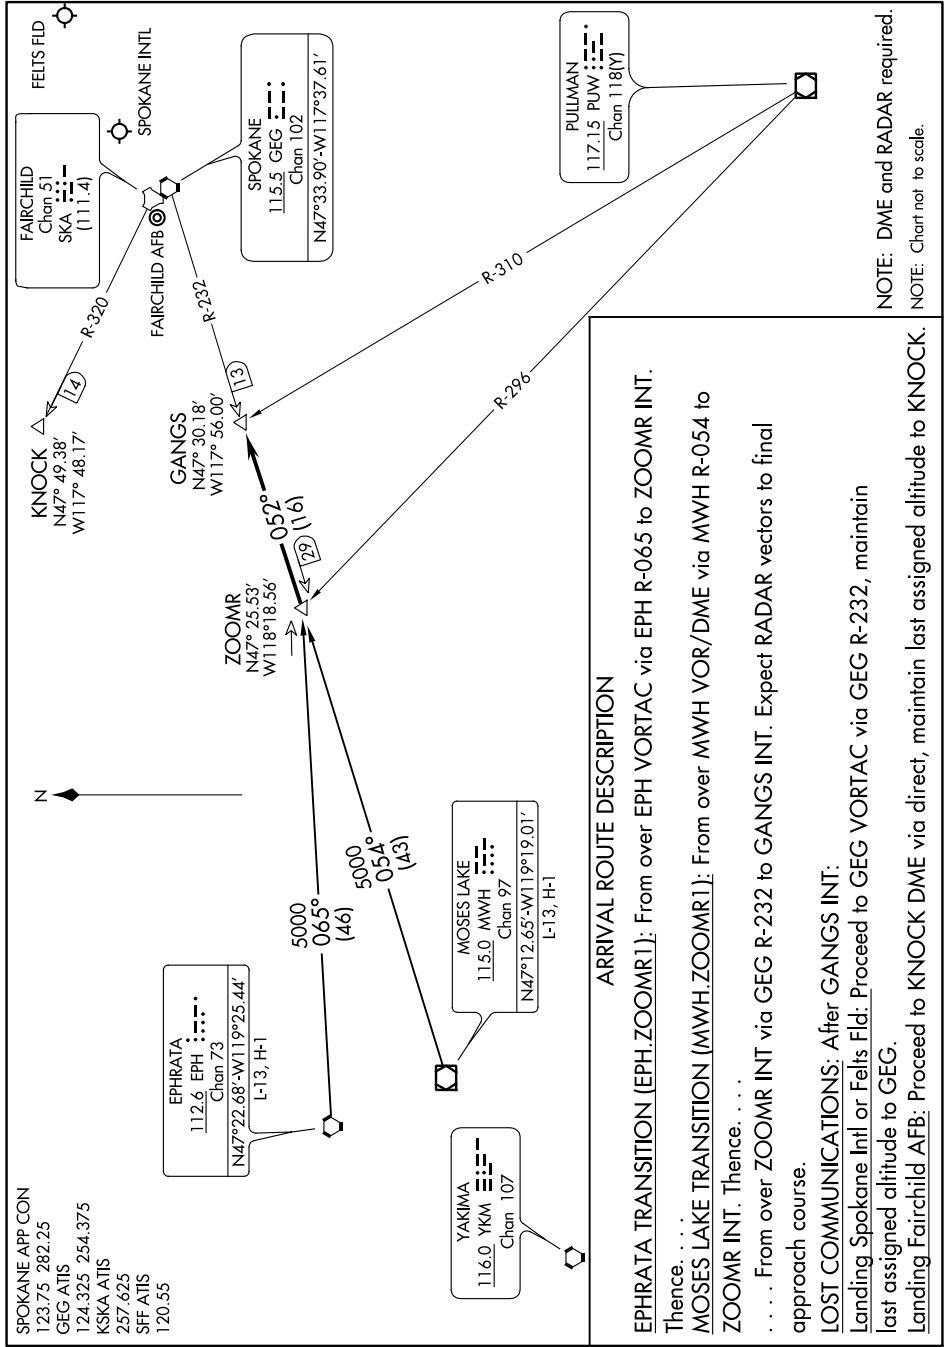 SPOKANE APP CON
123.75 282.25
GEG ATIS
124.325 254.375
KSKA ATIS
257.625
SFF ATIS
120.55
N
EPHRATA
112.6 EPH
Chan 73
N47°22.68'-W119°25.44'
L-13, H-1
5000
065°
(46)
5000
054°
(43)
MOSES LAKE
115.0 MWH
Chan 97
N47°12.65'-W119°19.01'
L-13, H-1
YAKIMA
116.0 YKM
Chan 107
ZOOMR
N47° 25.53'
W118°18.56'
052°
(16)
29
KNOCK
N47° 49.38'
W117° 48.17'
14
R-320
GANGS
N47° 30.18'
W117° 56.00'
13
R-232
FAIRCHILD
Chan 51
SKA
(111.4)
FAIRCHILD AFB
FELTS FLD
SPOKANE INTL
SPOKANE
115.5 GEG
Chan 102
N47°33.90'-W117°37.61'
R-310
R-296
PULLMAN
117.15 PUW
Chan 118(Y)
NOTE: DME and RADAR required.
NOTE: Chart not to scale.
ARRIVAL ROUTE DESCRIPTION
EPHRATA TRANSITION (EPH.ZOOMR1): From over EPH VORTAC via EPH R-065 to ZOOMR INT.
Thence. . . .
MOSES LAKE TRANSITION (MWH.ZOOMR1): From over MWH VOR/DME via MWH R-054 to
ZOOMR INT. Thence. . . .
. . . . From over ZOOMR INT via GEG R-232 to GANGS INT. Expect RADAR vectors to final
approach course.
LOST COMMUNICATIONS: After GANGS INT:
Landing Spokane Intl or Felts Fld: Proceed to GEG VORTAC via GEG R-232, maintain
last assigned altitude to GEG.
Landing Fairchild AFB: Proceed to KNOCK DME via direct, maintain last assigned altitude to KNOCK.